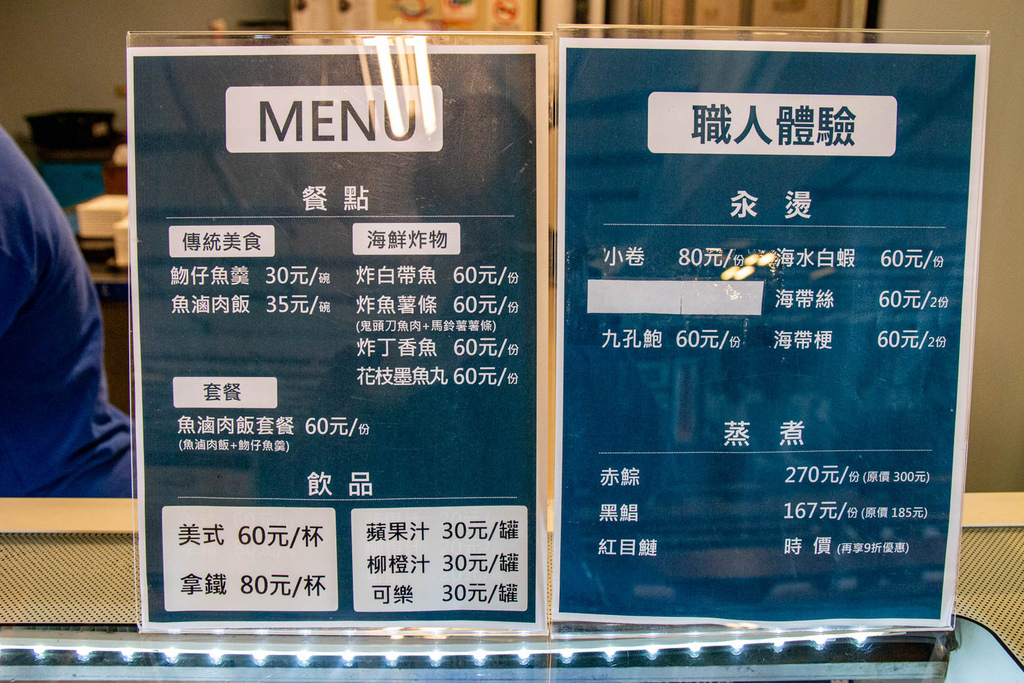 MENU
餐 點
傳統美食
魩仔魚羹 30元/碗
魚滷肉飯 35元/碗
海鮮炸物
炸白帶魚 60元/份
炸魚薯條 60元/份
(鬼頭刀魚肉+馬鈴薯薯條)
炸丁香魚 60元/份
花枝墨魚丸 60元/份
套餐
魚滷肉飯套餐 60元/份
(魚滷肉飯+魩仔魚羹)
飲 品
美式 60元/杯
拿鐵 80元/杯
蘋果汁 30元/罐
柳橙汁 30元/罐
可樂 30元/罐
職人體驗
汆 燙
小卷 80元/份 海水白蝦 60元/份
海帶絲 60元/2份
九孔鮑 60元/份 海帶梗 60元/2份
蒸 煮
赤鯮 270元/份 (原價 300元)
黑鯧 167元/份 (原價 185元)
紅目鰱 時 價 (再享9折優惠)